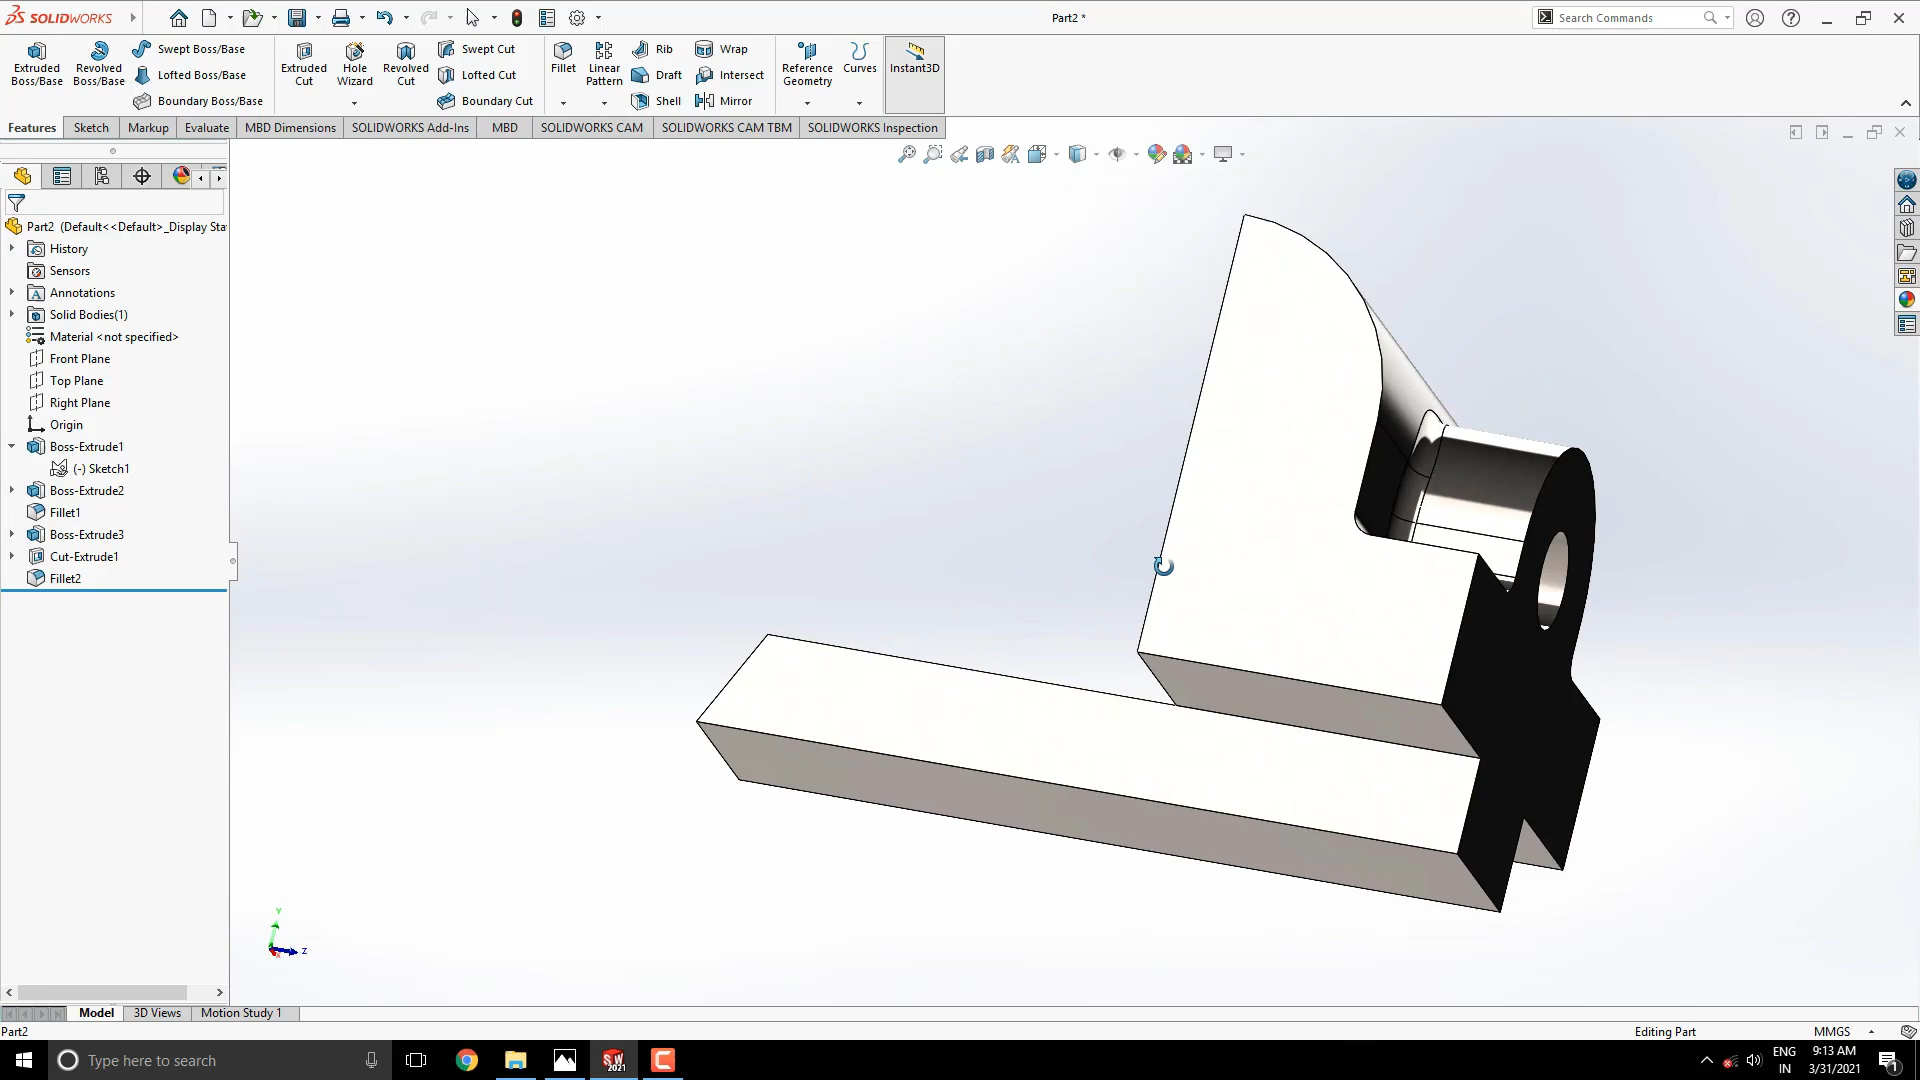 SOLIDWORKS
Part2 *
Search Commands
Extruded Boss/Base
Revolved Boss/Base
Swept Boss/Base
Lofted Boss/Base
Boundary Boss/Base
Extruded Cut
Hole Wizard
Revolved Cut
Swept Cut
Lofted Cut
Boundary Cut
Fillet
Linear Pattern
Rib
Draft
Shell
Wrap
Intersect
Mirror
Reference Geometry
Curves
Instant3D
Features
Sketch
Markup
Evaluate
MBD Dimensions
SOLIDWORKS Add-Ins
MBD
SOLIDWORKS CAM
SOLIDWORKS CAM TBM
SOLIDWORKS Inspection
Part2 (Default<<Default>_Display Sta
History
Sensors
Annotations
Solid Bodies(1)
Material <not specified>
Front Plane
Top Plane
Right Plane
Origin
Boss-Extrude1
(-) Sketch1
Boss-Extrude2
Fillet1
Boss-Extrude3
Cut-Extrude1
Fillet2
Y
Z
Model
3D Views
Motion Study 1
Part2
Editing Part
MMGS
Type here to search
SW
2021
ENG
IN
9:13 AM
3/31/2021
1